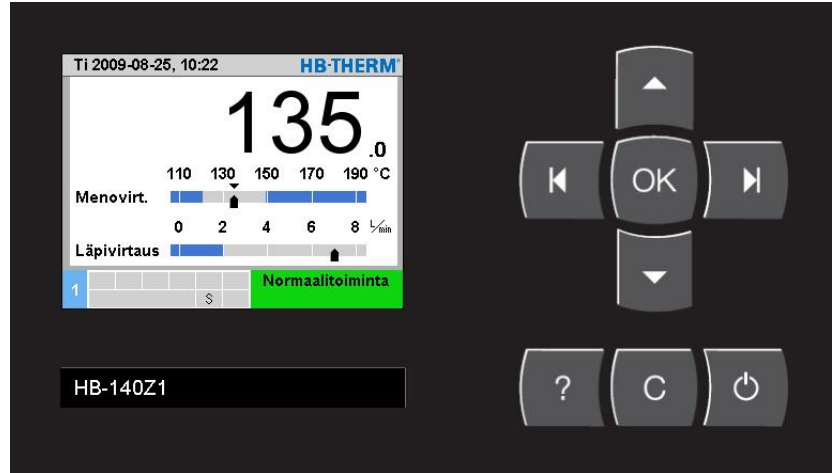 Ti 2009-08-25, 10:22 HB-THERM®
135.0
110 130 150 170 190 °C
Menovirt.
0 2 4 6 8 L/min
Läpivirtaus
1 S Normaalitoiminta
HB-140Z1
OK
? C